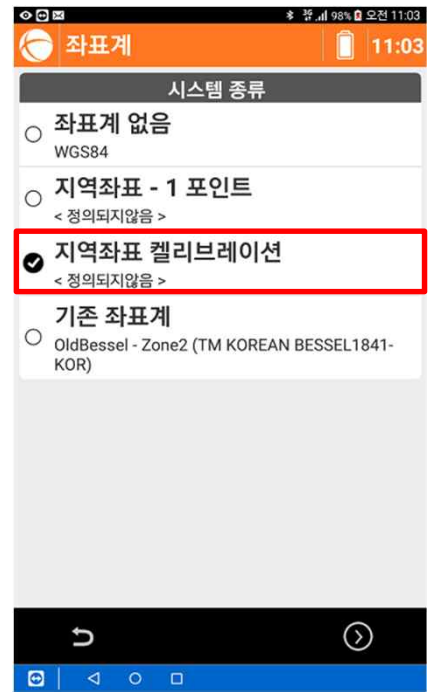 98% 오전 11:03
좌표계 11:03
시스템 종류
좌표계 없음
WGS84
지역좌표 - 1 포인트
< 정의되지않음 >
지역좌표 켈리브레이션
< 정의되지않음 >
기존 좌표계
OldBessel - Zone2 (TM KOREAN BESSEL1841-
KOR)